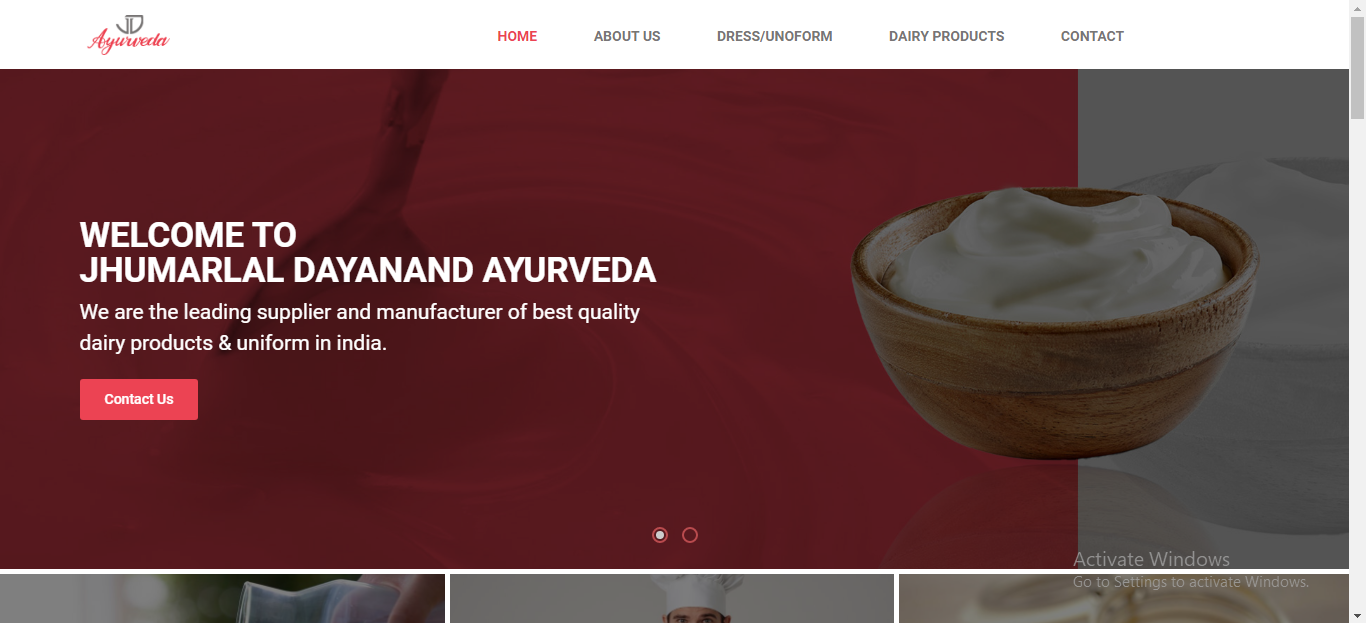 JD
Ayurveda
HOME ABOUT US DRESS/UNOFORM DAIRY PRODUCTS CONTACT
WELCOME TO
JHUMARLAL DAYANAND AYURVEDA
We are the leading supplier and manufacturer of best quality
dairy products & uniform in india.
Contact Us
Activate Windows
Go to Settings to activate Windows.